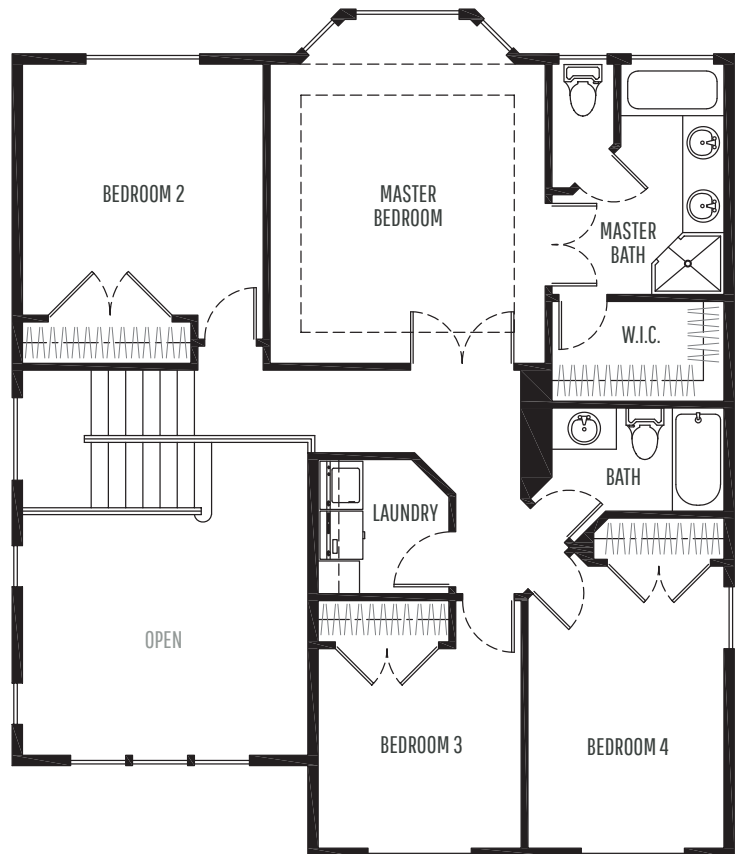 BEDROOM 2
MASTER
BEDROOM
MASTER
BATH
W.I.C.
BATH
LAUNDRY
OPEN
BEDROOM 3
BEDROOM 4